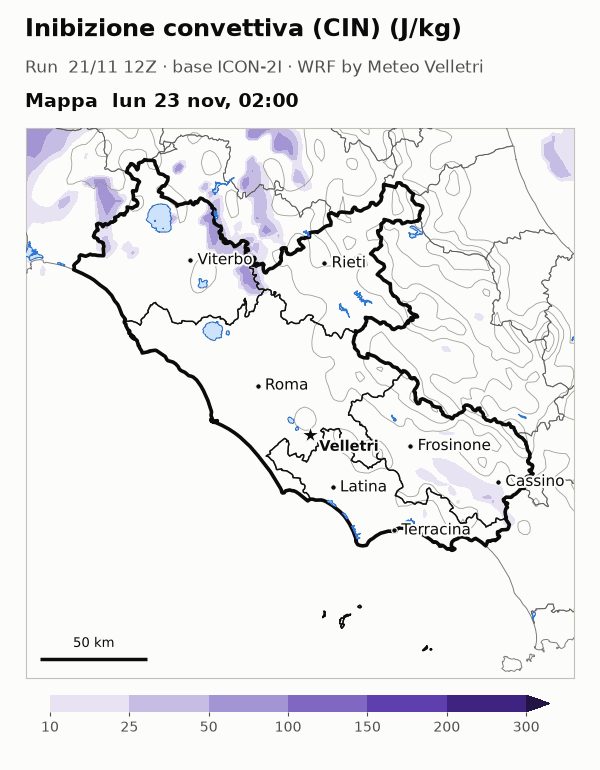 Inibizione convettiva (CIN) (J/kg)
Run  21/11 12Z · base ICON-2I · WRF by Meteo Velletri
Mappa  lun 23 nov, 02:00
Viterbo
Rieti
Roma
Velletri
Frosinone
Cassino
Latina
Terracina
50 km
10 25 50 100 150 200 300